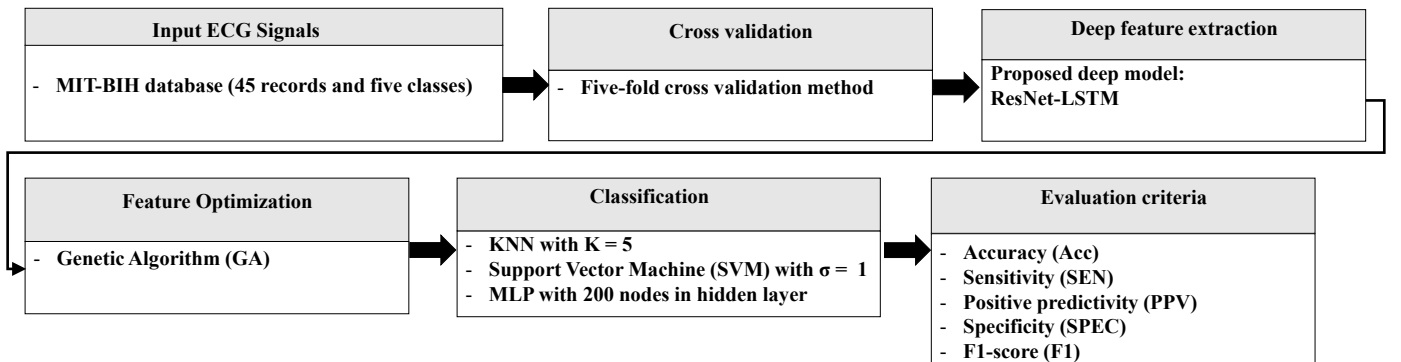 Input ECG Signals
- MIT-BIH database (45 records and five classes)
Cross validation
- Five-fold cross validation method
Deep feature extraction
Proposed deep model:
ResNet-LSTM
Feature Optimization
- Genetic Algorithm (GA)
Classification
- KNN with K = 5
- Support Vector Machine (SVM) with σ = 1
- MLP with 200 nodes in hidden layer
Evaluation criteria
- Accuracy (Acc)
- Sensitivity (SEN)
- Positive predictivity (PPV)
- Specificity (SPEC)
- F1-score (F1)